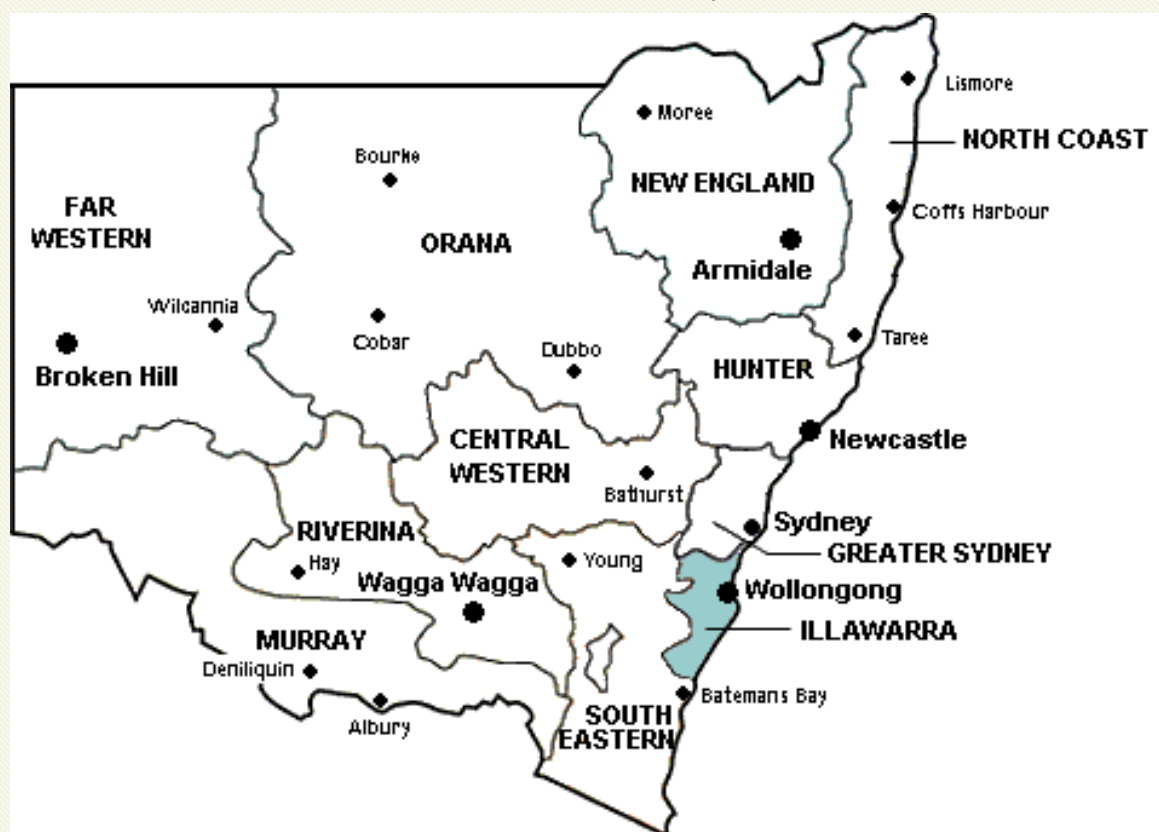 Lismore
Moree
NORTH COAST
Bourke
NEW ENGLAND
FAR
WESTERN
Coffs Harbour
ORANA
Armidale
Wilcannia
Cobar
Dubbo
Taree
Broken Hill
HUNTER
CENTRAL
WESTERN
Newcastle
Bathurst
RIVERINA
Sydney
GREATER SYDNEY
Hay
Young
Wagga Wagga
Wollongong
MURRAY
ILLAWARRA
Deniliquin
Batemans Bay
Albury
SOUTH
EASTERN